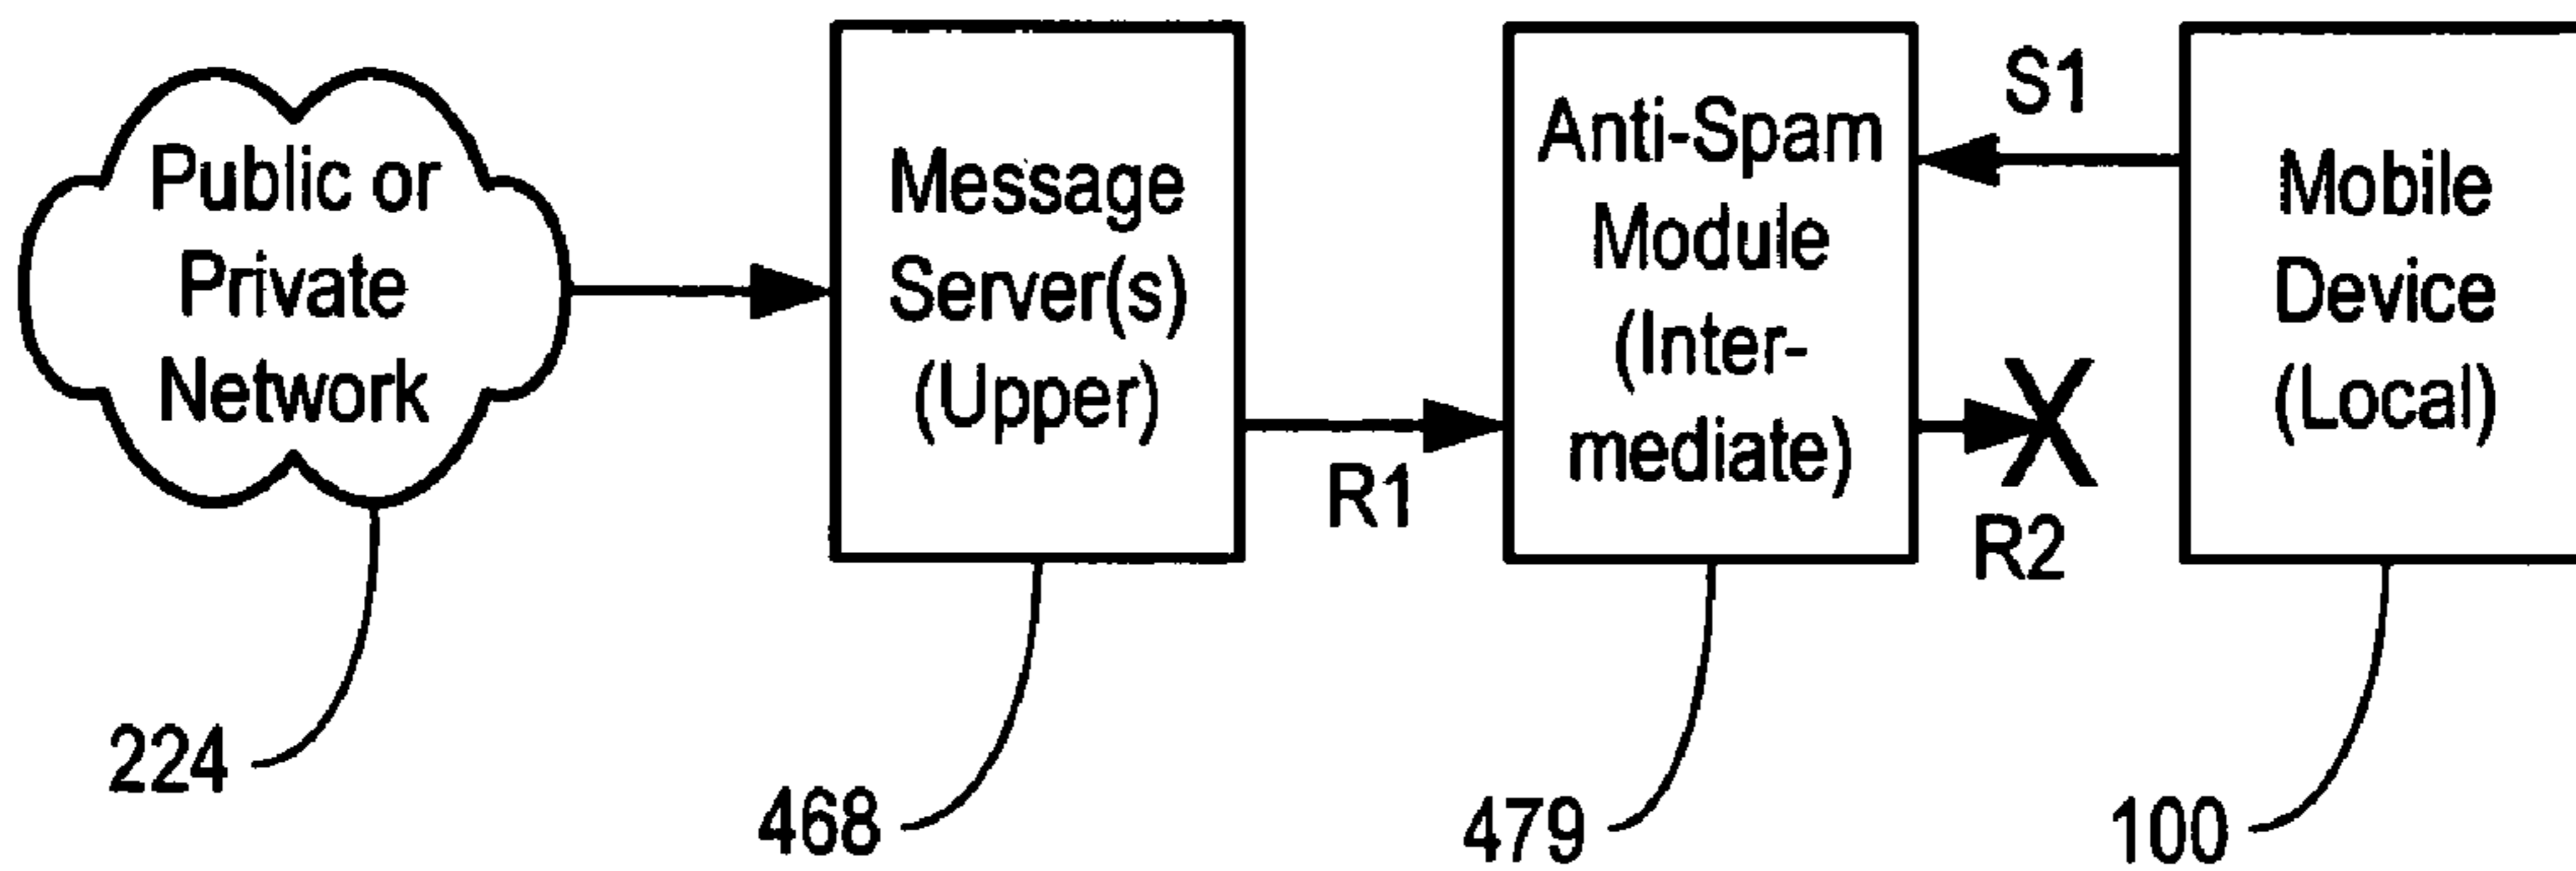 Public or
Private
Network
Message
Server(s)
(Upper)
R1
Anti-Spam
Module
(Inter-
mediate)
S1
R2
Mobile
Device
(Local)
224
468
479
100